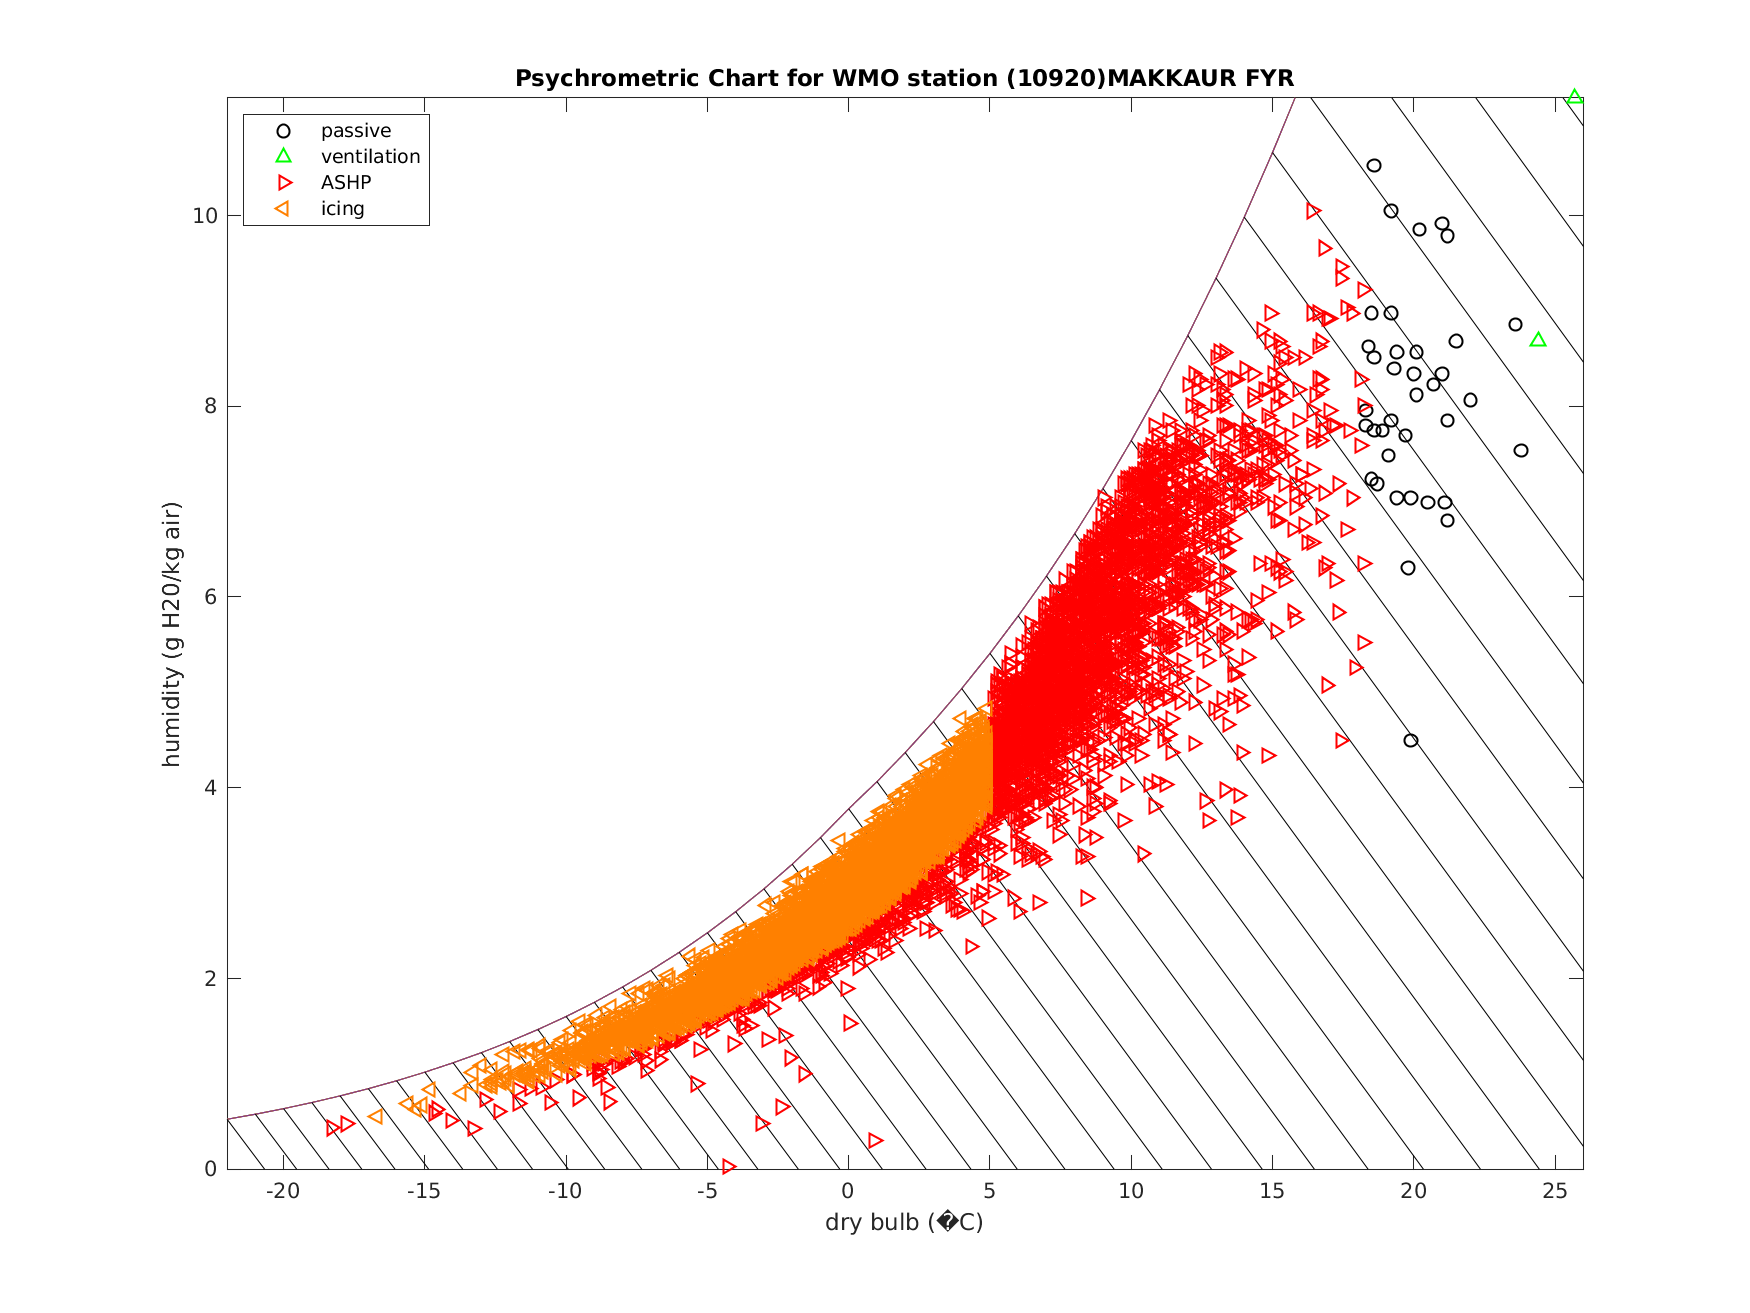 Psychrometric Chart for WMO station (10920)MAKKAUR FYR
passive
ventilation
ASHP
icing
humidity (g H20/kg air)
10
8
6
4
2
0
-20 -15 -10 -5 0 5 10 15 20 25
dry bulb (�C)